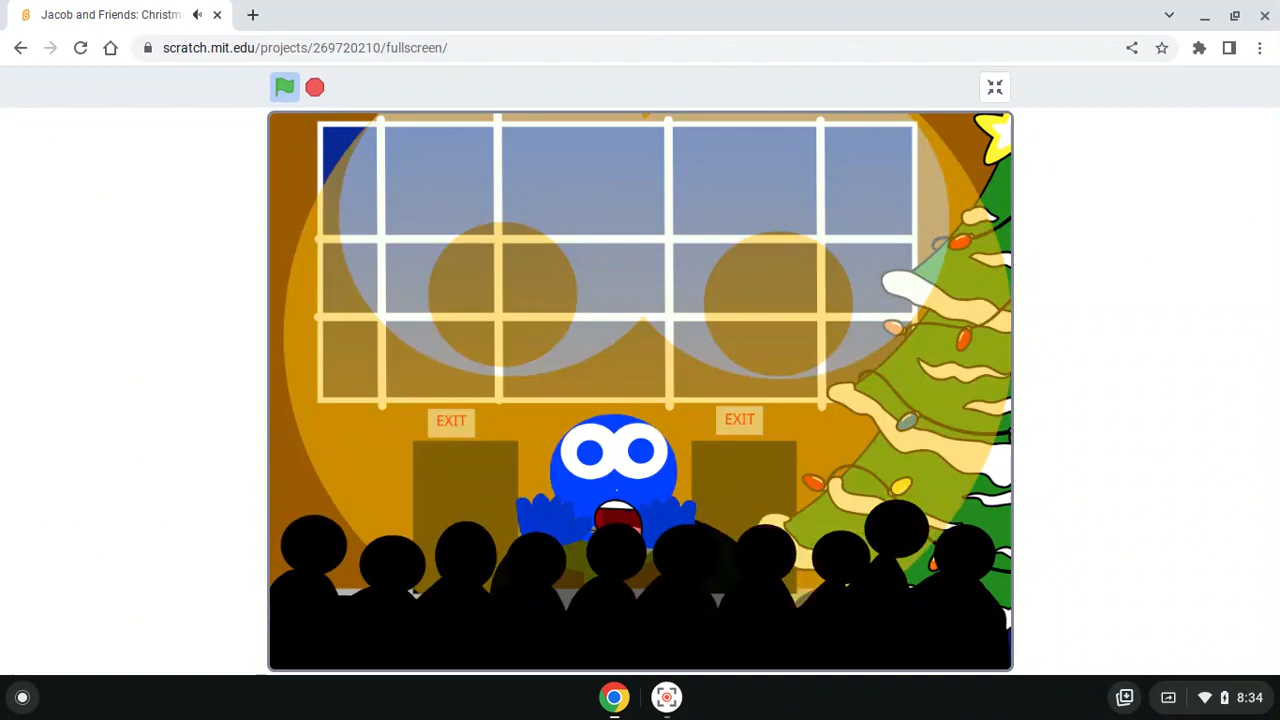 Jacob and Friends: Christm
scratch.mit.edu/projects/269720210/fullscreen/
EXIT
EXIT
8:34